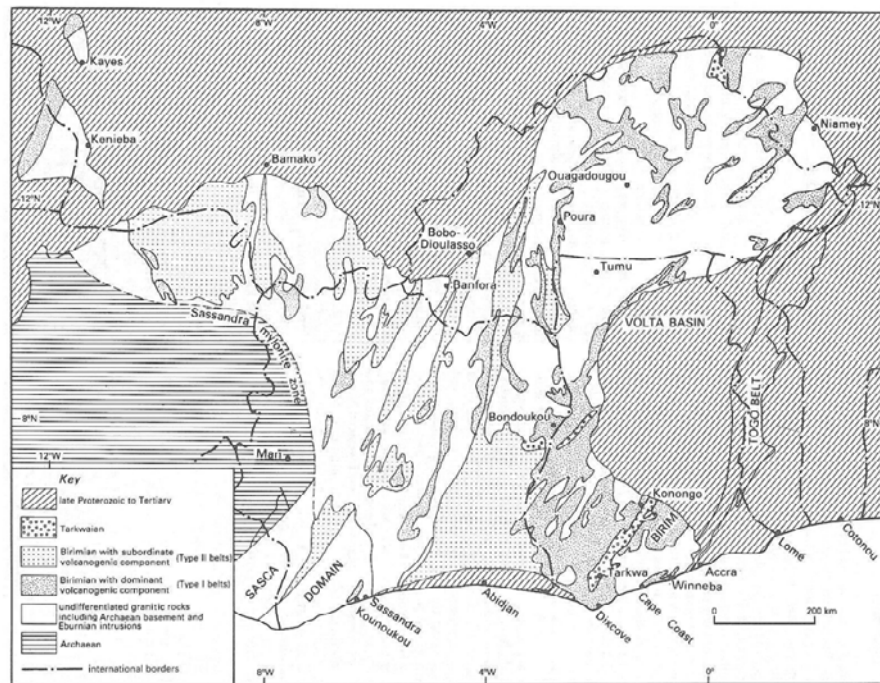 12°W
8°W
4°W
0°
Kayes
Kenieba
Bamako
Niamey
Ouagadougou
12°N
12°N
Bobo-
Dioulasso
Poura
Banfora
Tumu
Sassandra
mylonite
zone
VOLTA BASIN
TOGO BELT
Bondoukou
8°N
Man
12°W
Key
late Proterozoic to Tertiary
Tarkwaian
Birimian with subordinate
volcanogenic component (Type II belts)
Birimian with dominant
volcanogenic component (Type I belts)
undifferentiated granitic rocks
including Archaean basement and
Eburnian intrusions
Archaean
international borders
SASCA
DOMAIN
Sassandra
Kounoukou
Abidjan
Konongo
BIRIM
Tarkwa
Dixcove
Cape Coast
Winneba
Accra
Lomé
Cotonou
0 200 km
8°W
4°W
0°